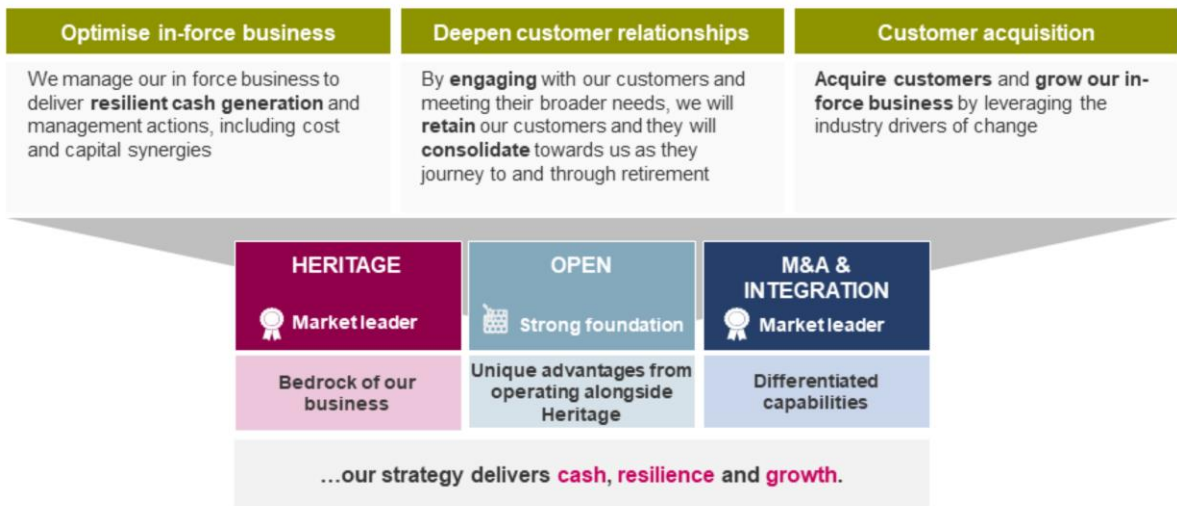 Optimise in-force business
We manage our in force business to
deliver resilient cash generation and
management actions, including cost
and capital synergies
Deepen customer relationships
By engaging with our customers and
meeting their broader needs, we will
retain our customers and they will
consolidate towards us as they
journey to and through retirement
Customer acquisition
Acquire customers and grow our in-
force business by leveraging the
industry drivers of change
HERITAGE
Market leader
Bedrock of our
business
OPEN
Strong foundation
Unique advantages from
operating alongside
Heritage
M&A &
INTEGRATION
Market leader
Differentiated
capabilities
…our strategy delivers cash, resilience and growth.